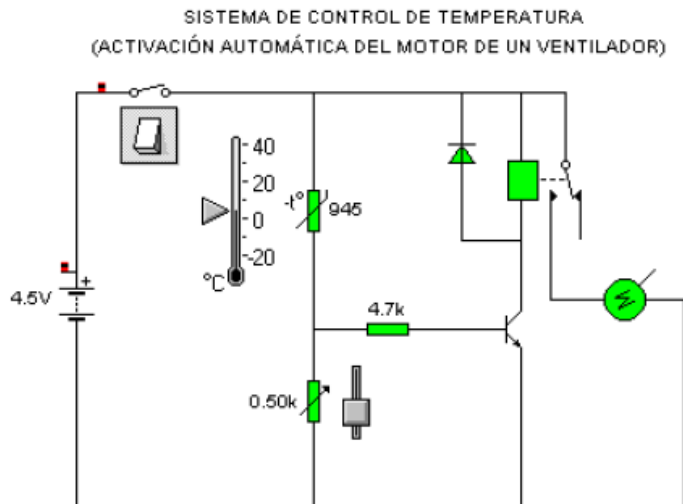 SISTEMA DE CONTROL DE TEMPERATURA
(ACTIVACIÓN AUTOMÁTICA DEL MOTOR DE UN VENTILADOR)
40
20
0
-20
°C
-t°
945
4.5V
+
4.7k
0.50k